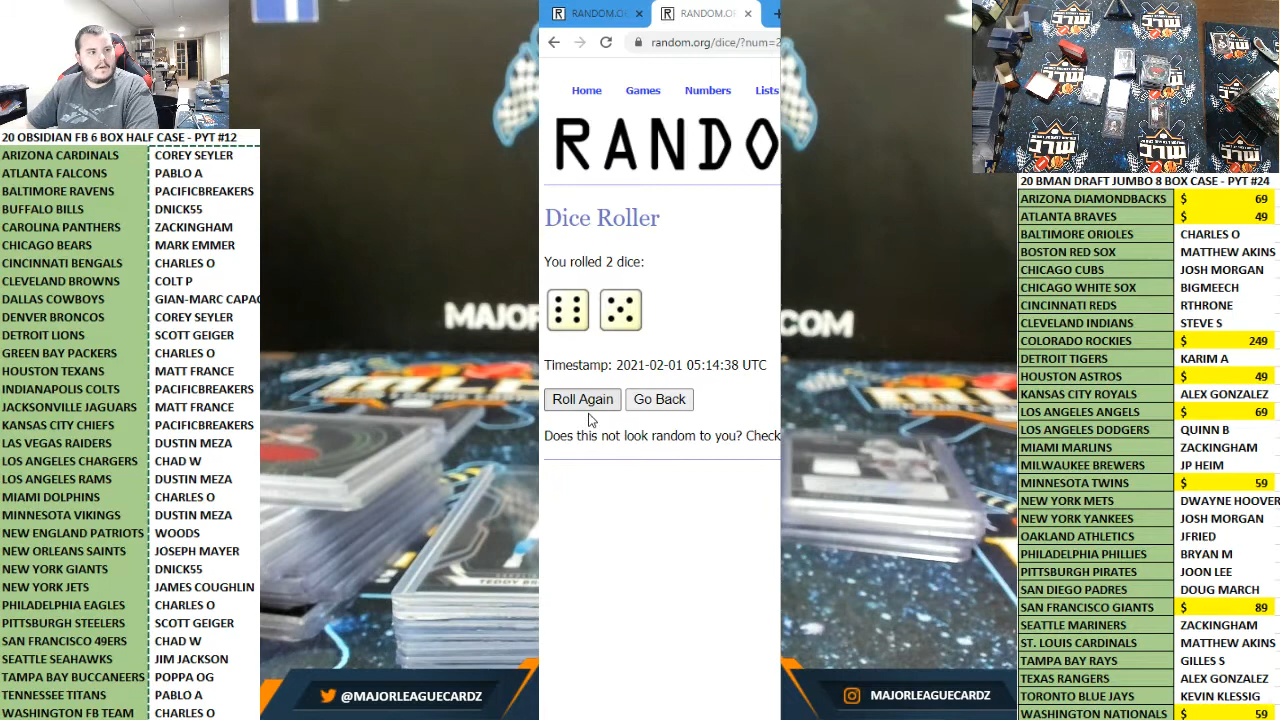 20 OBSIDIAN FB 6 BOX HALF CASE - PYT #12
ARIZONA CARDINALS COREY SEYLER
ATLANTA FALCONS PABLO A
BALTIMORE RAVENS PACIFICBREAKERS
BUFFALO BILLS DNICK55
CAROLINA PANTHERS ZACKINGHAM
CHICAGO BEARS MARK EMMER
CINCINNATI BENGALS CHARLES O
CLEVELAND BROWNS COLT P
DALLAS COWBOYS GIAN-MARC CAPAC
DENVER BRONCOS COREY SEYLER
DETROIT LIONS SCOTT GEIGER
GREEN BAY PACKERS CHARLES O
HOUSTON TEXANS MATT FRANCE
INDIANAPOLIS COLTS PACIFICBREAKERS
JACKSONVILLE JAGUARS MATT FRANCE
KANSAS CITY CHIEFS PACIFICBREAKERS
LAS VEGAS RAIDERS DUSTIN MEZA
LOS ANGELES CHARGERS CHAD W
LOS ANGELES RAMS DUSTIN MEZA
MIAMI DOLPHINS CHARLES O
MINNESOTA VIKINGS DUSTIN MEZA
NEW ENGLAND PATRIOTS WOODS
NEW ORLEANS SAINTS JOSEPH MAYER
NEW YORK GIANTS DNICK55
NEW YORK JETS JAMES COUGHLIN
PHILADELPHIA EAGLES CHARLES O
PITTSBURGH STEELERS SCOTT GEIGER
SAN FRANCISCO 49ERS CHAD W
SEATTLE SEAHAWKS JIM JACKSON
TAMPA BAY BUCCANEERS POPPA OG
TENNESSEE TITANS PABLO A
WASHINGTON FB TEAM CHARLES O
RANDOM.OR RANDOM.OR
random.org/dice/?num=2
Home Games Numbers Lists
RANDO
Dice Roller
You rolled 2 dice:
Timestamp: 2021-02-01 05:14:38 UTC
Roll Again Go Back
Does this not look random to you? Check
MAJOR
COM
TEDDY
@MAJORLEAGUECARDZ
MAJORLEAGUECARDZ
20 BMAN DRAFT JUMBO 8 BOX CASE - PYT #24
ARIZONA DIAMONDBACKS $ 69
ATLANTA BRAVES $ 49
BALTIMORE ORIOLES CHARLES O
BOSTON RED SOX MATTHEW AKINS
CHICAGO CUBS JOSH MORGAN
CHICAGO WHITE SOX BIGMEECH
CINCINNATI REDS RTHRONE
CLEVELAND INDIANS STEVE S
COLORADO ROCKIES $ 249
DETROIT TIGERS KARIM A
HOUSTON ASTROS $ 49
KANSAS CITY ROYALS ALEX GONZALEZ
LOS ANGELES ANGELS $ 69
LOS ANGELES DODGERS QUINN B
MIAMI MARLINS ZACKINGHAM
MILWAUKEE BREWERS JP HEIM
MINNESOTA TWINS $ 59
NEW YORK METS DWAYNE HOOVER
NEW YORK YANKEES JOSH MORGAN
OAKLAND ATHLETICS JFRIED
PHILADELPHIA PHILLIES BRYAN M
PITTSBURGH PIRATES JOON LEE
SAN DIEGO PADRES DOUG MARCH
SAN FRANCISCO GIANTS $ 89
SEATTLE MARINERS ZACKINGHAM
ST. LOUIS CARDINALS MATTHEW AKINS
TAMPA BAY RAYS GILLES S
TEXAS RANGERS ALEX GONZALEZ
TORONTO BLUE JAYS KEVIN KLESSIG
WASHINGTON NATIONALS $ 59